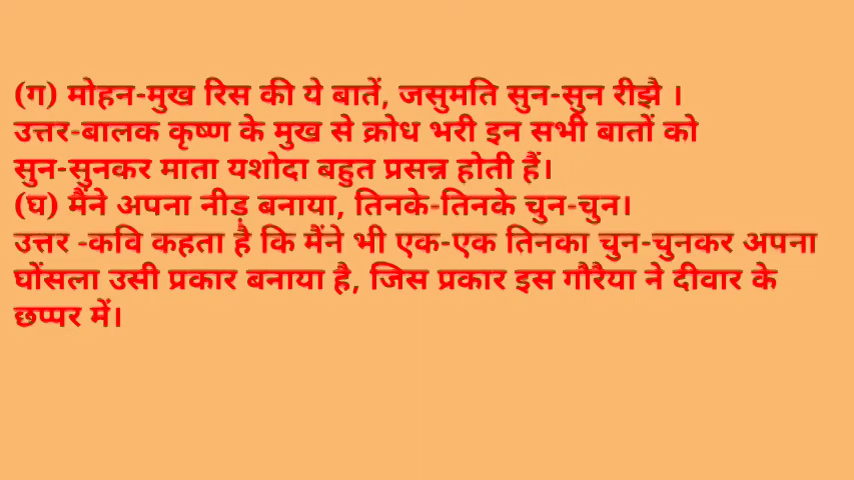 (ग) मोहन-मुख रिस की ये बातें, जसुमति सुन-सुन रीझै ।
उत्तर-बालक कृष्ण के मुख से क्रोध भरी इन सभी बातों को
सुन-सुनकर माता यशोदा बहुत प्रसन्न होती हैं।
(घ) मैंने अपना नीड़ बनाया, तिनके-तिनके चुन-चुन।
उत्तर -कवि कहता है कि मैंने भी एक-एक तिनका चुन-चुनकर अपना
घोंसला उसी प्रकार बनाया है, जिस प्रकार इस गौरैया ने दीवार के
छप्पर में।